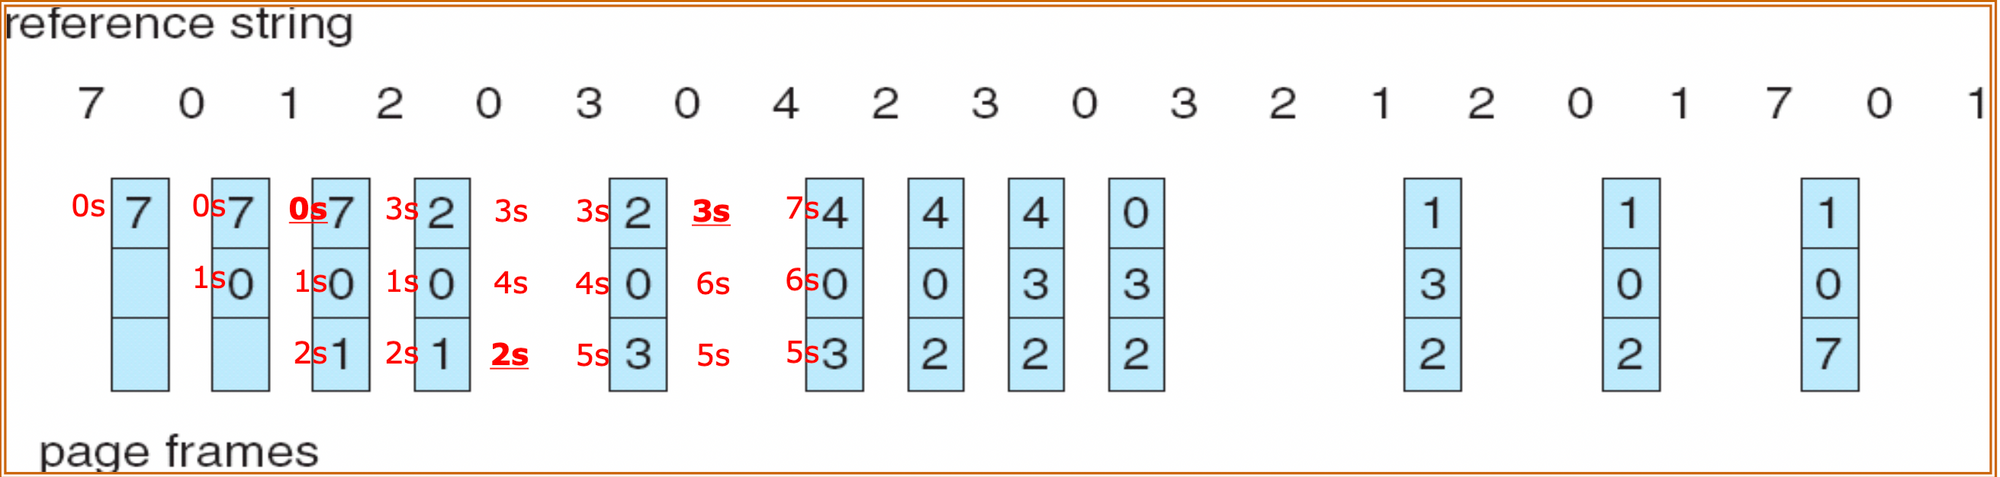 reference string
7 0 1 2 0 3 0 4 2 3 0 3 2 1 2 0 1 7 0 1
0s 7 0s 7 0s 7 3s 2 3s 3s 2 3s 7s 4 4 4 0 1 1 1
1s 0 1s 0 1s 0 4s 4s 0 6s 6s 0 0 3 3 3 0 0
2s 1 2s 1 2s 5s 3 5s 5s 3 2 2 2 2 2 7
page frames